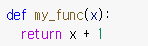 def my_func(x):
  return x + 1